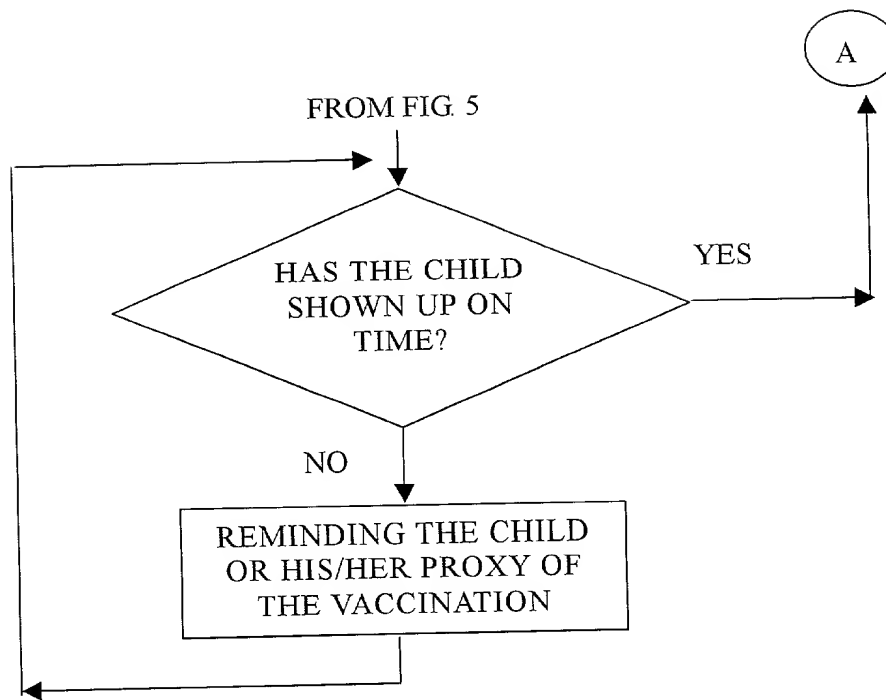 A
FROM FIG. 5
HAS THE CHILD
SHOWN UP ON
TIME?
YES
NO
REMINDING THE CHILD
OR HIS/HER PROXY OF
THE VACCINATION